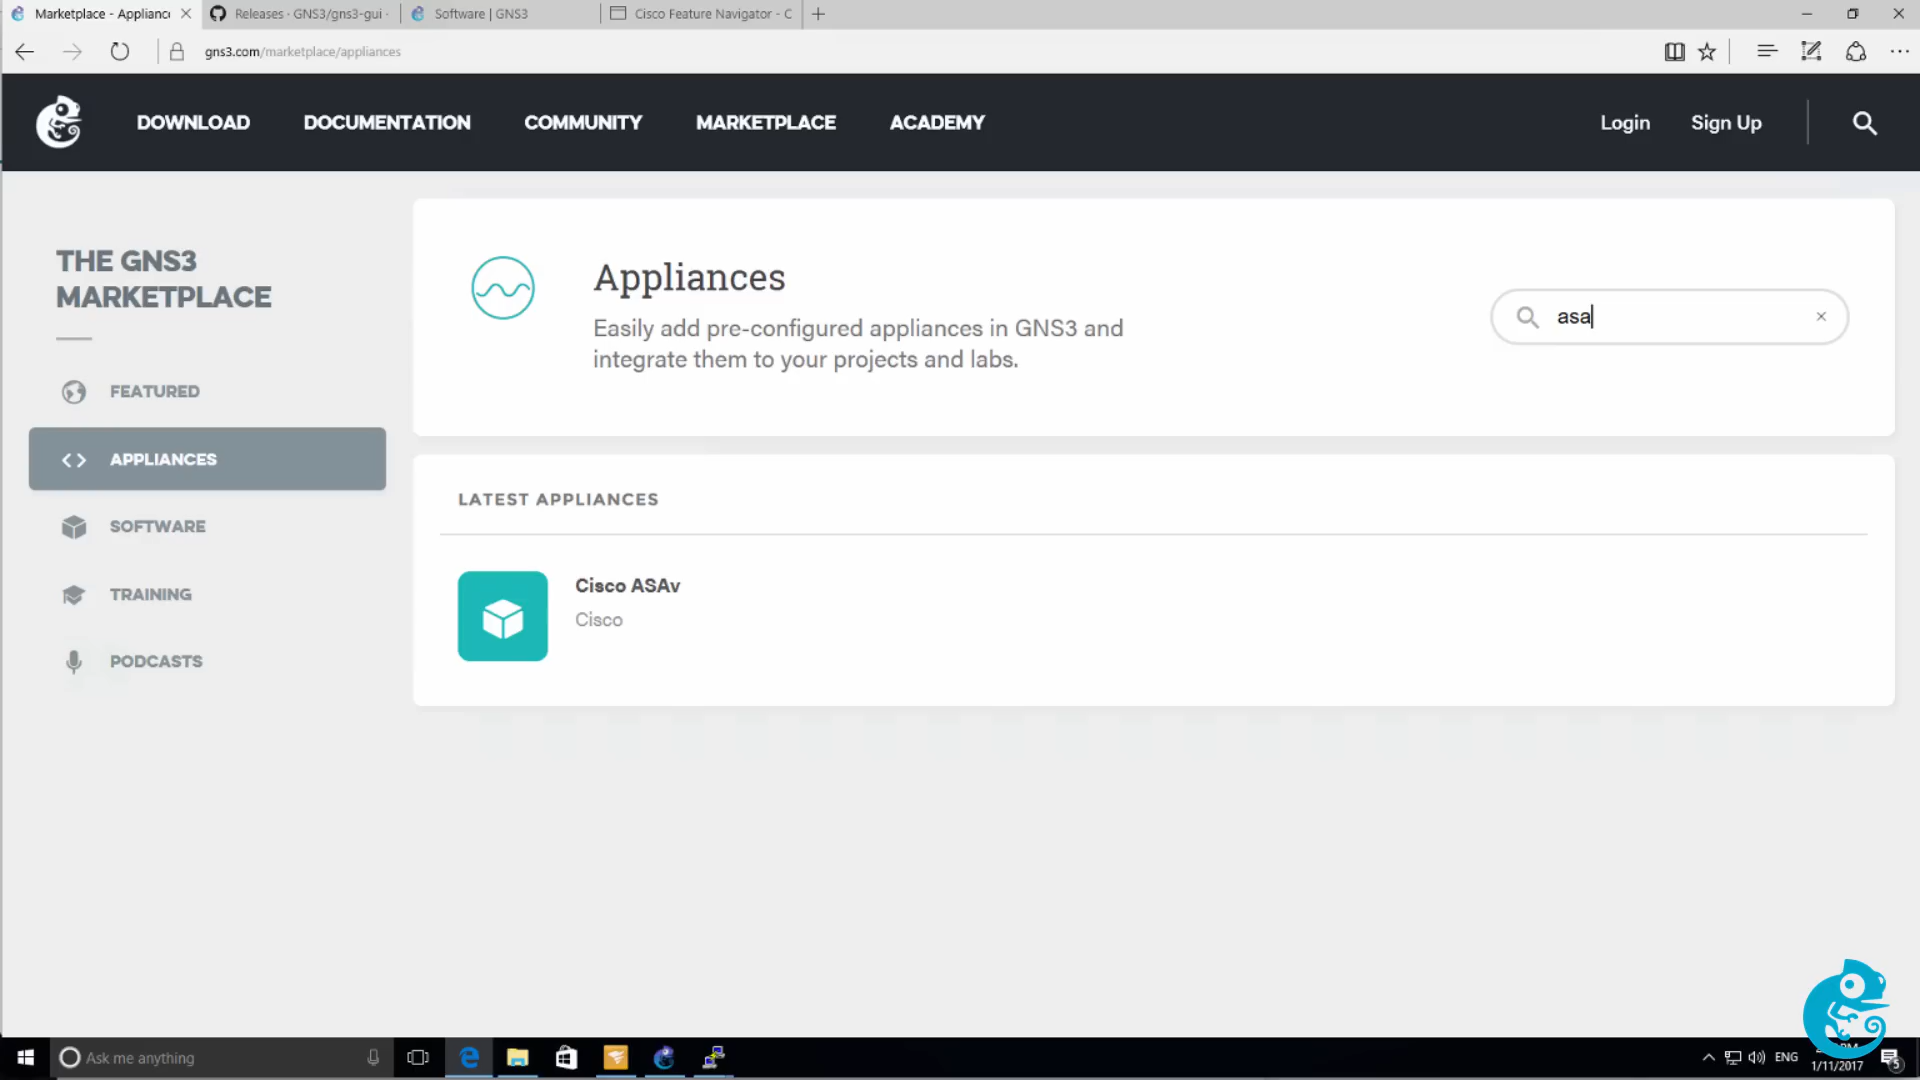 Marketplace - Applianc
Releases · GNS3/gns3-gui ·
Software | GNS3
Cisco Feature Navigator - C
gns3.com/marketplace/appliances
DOWNLOAD
DOCUMENTATION
COMMUNITY
MARKETPLACE
ACADEMY
Login
Sign Up
THE GNS3
MARKETPLACE
FEATURED
APPLIANCES
SOFTWARE
TRAINING
PODCASTS
Appliances
Easily add pre-configured appliances in GNS3 and
integrate them to your projects and labs.
asa
LATEST APPLIANCES
Cisco ASAv
Cisco
Ask me anything
ENG
PM
1/11/2017
5